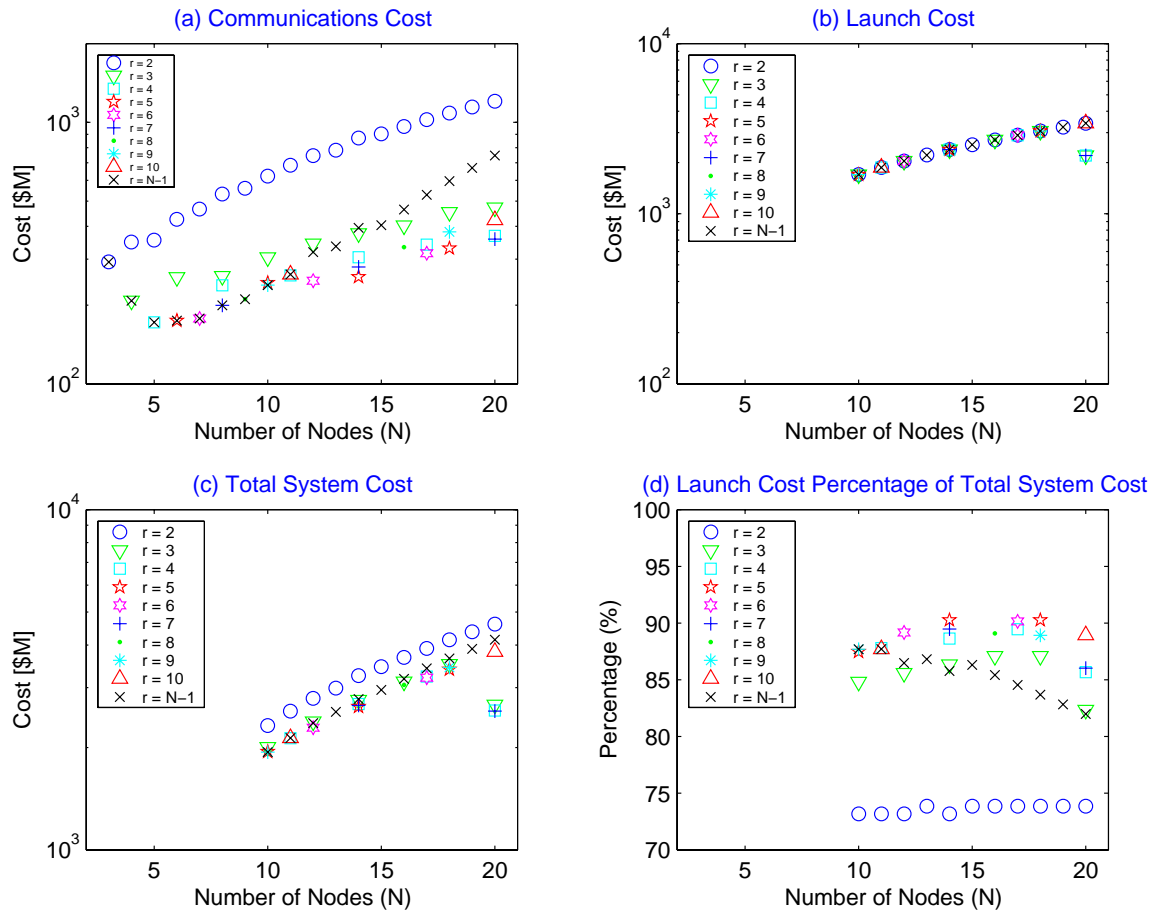 (a) Communications Cost
r = 2
r = 3
r = 4
r = 5
r = 6
r = 7
r = 8
r = 9
r = 10
r = N−1
10^3
10^2
Cost [$M]
5 10 15 20
Number of Nodes (N)
(b) Launch Cost
r = 2
r = 3
r = 4
r = 5
r = 6
r = 7
r = 8
r = 9
r = 10
r = N−1
10^4
10^3
10^2
Cost [$M]
5 10 15 20
Number of Nodes (N)
(c) Total System Cost
r = 2
r = 3
r = 4
r = 5
r = 6
r = 7
r = 8
r = 9
r = 10
r = N−1
10^4
10^3
Cost [$M]
5 10 15 20
Number of Nodes (N)
(d) Launch Cost Percentage of Total System Cost
r = 2
r = 3
r = 4
r = 5
r = 6
r = 7
r = 8
r = 9
r = 10
r = N−1
100
95
90
85
80
75
70
Percentage (%)
5 10 15 20
Number of Nodes (N)